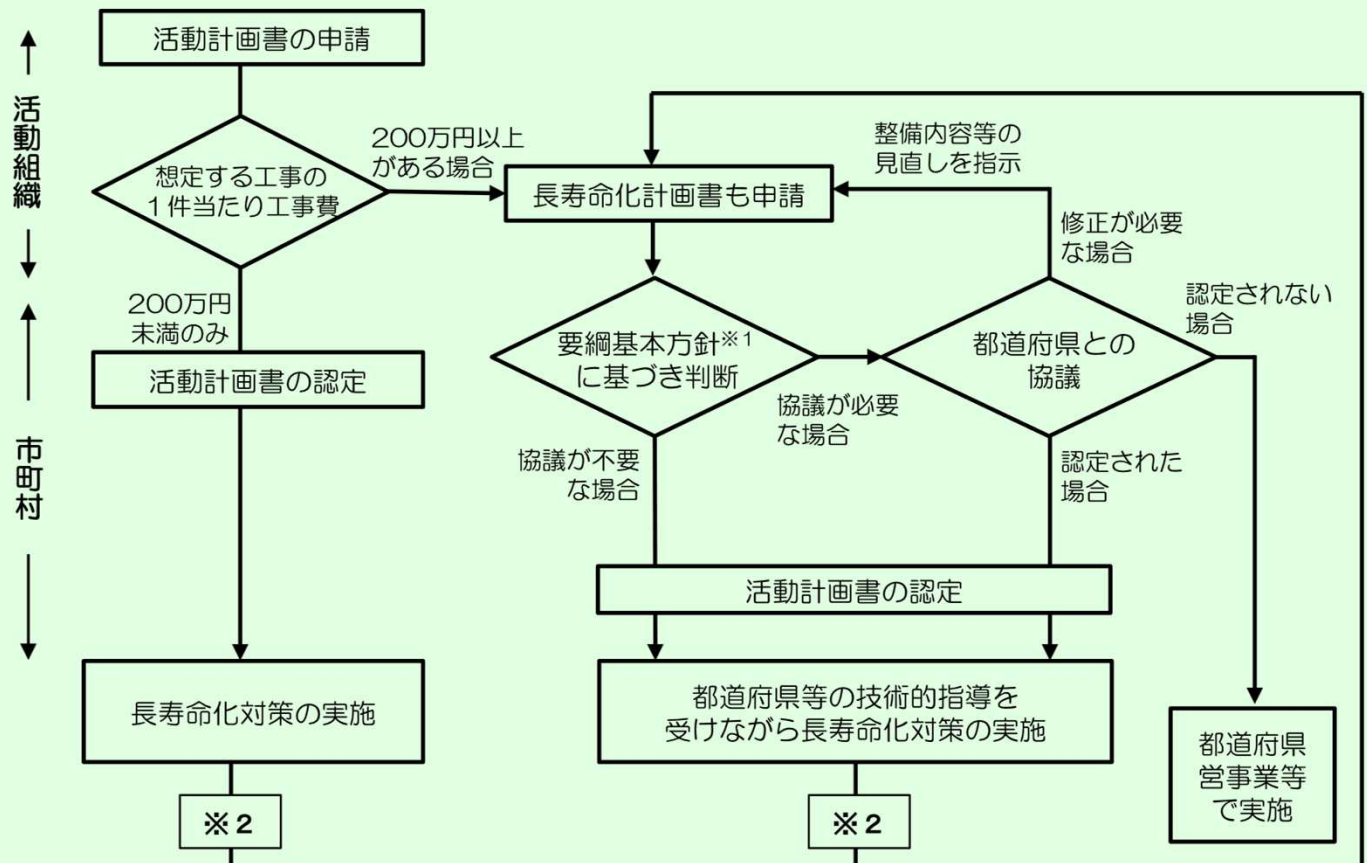 活動計画書の申請
活動組織
市町村
想定する工事の
1件当たり工事費
200万円以上
がある場合
200万円
未満のみ
活動計画書の認定
長寿命化対策の実施
※2
長寿命化計画書も申請
整備内容等の
見直しを指示
修正が必要
な場合
要綱基本方針※1
に基づき判断
協議が必要
な場合
都道府県との
協議
認定されない
場合
協議が不要
な場合
認定された
場合
活動計画書の認定
都道府県等の技術的指導を
受けながら長寿命化対策の実施
※2
都道府県
営事業等
で実施